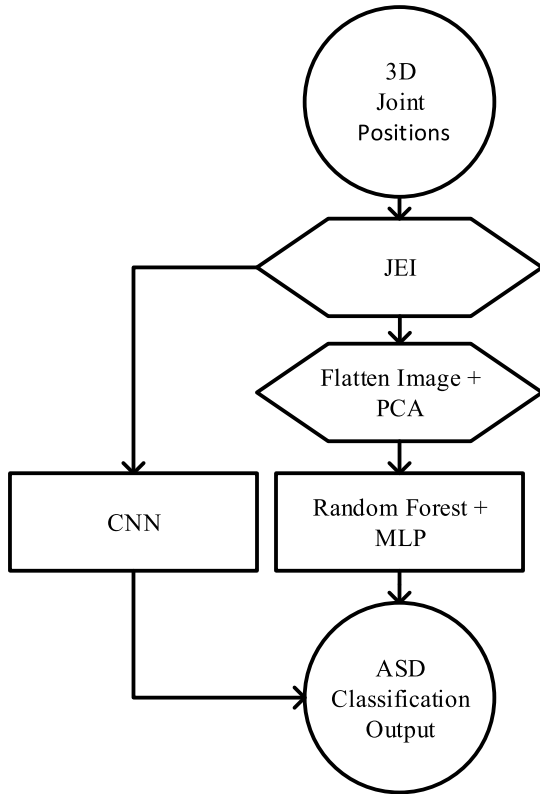 3D
Joint
Positions
JEI
Flatten Image +
PCA
CNN
Random Forest +
MLP
ASD
Classification
Output